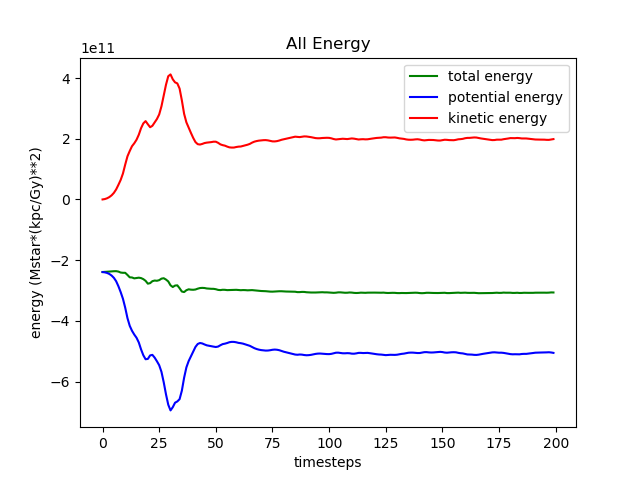 All Energy
1e11
total energy
potential energy
kinetic energy
4
2
0
−2
−4
−6
energy (Mstar*(kpc/Gy)**2)
0 25 50 75 100 125 150 175 200
timesteps